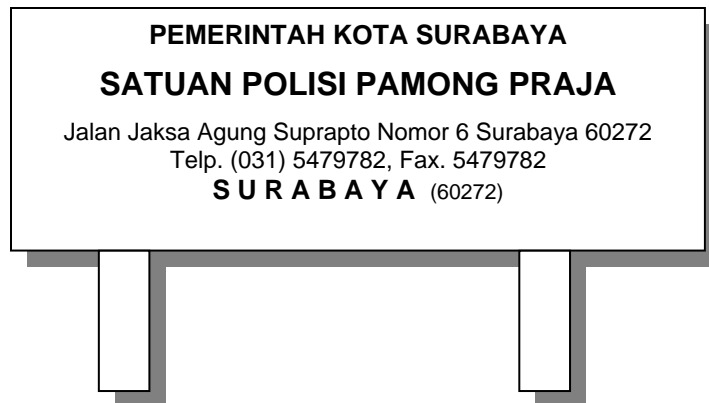 PEMERINTAH KOTA SURABAYA
SATUAN POLISI PAMONG PRAJA
Jalan Jaksa Agung Suprapto Nomor 6 Surabaya 60272
Telp. (031) 5479782, Fax. 5479782
S U R A B A Y A (60272)